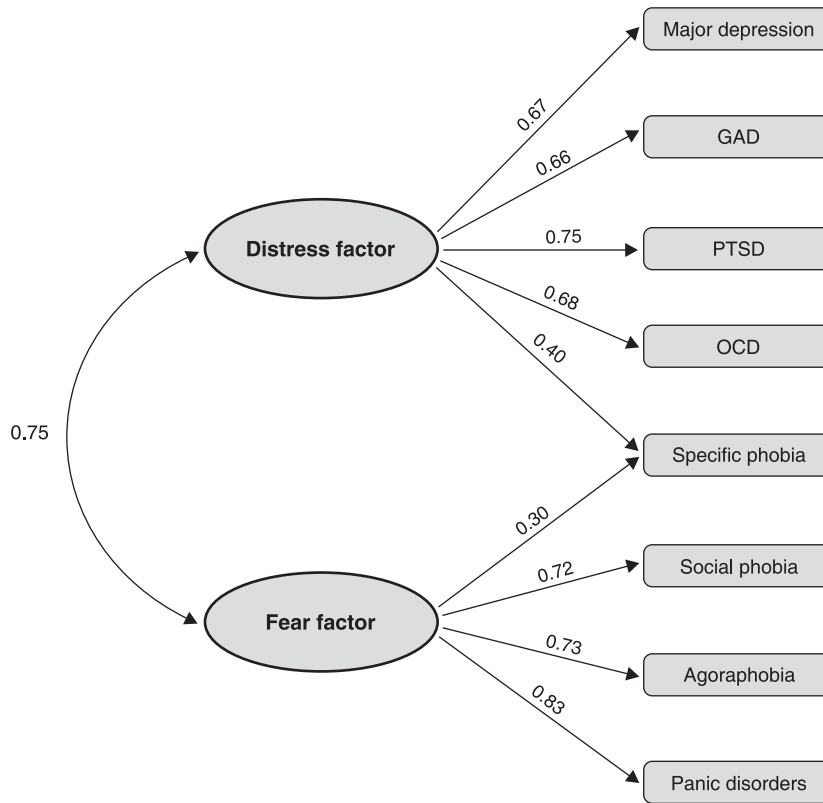 Major depression
0.67
GAD
0.66
Distress factor
0.75
PTSD
0.68
OCD
0.40
0.75
Specific phobia
0.30
Social phobia
0.72
Fear factor
0.73
Agoraphobia
0.83
Panic disorders